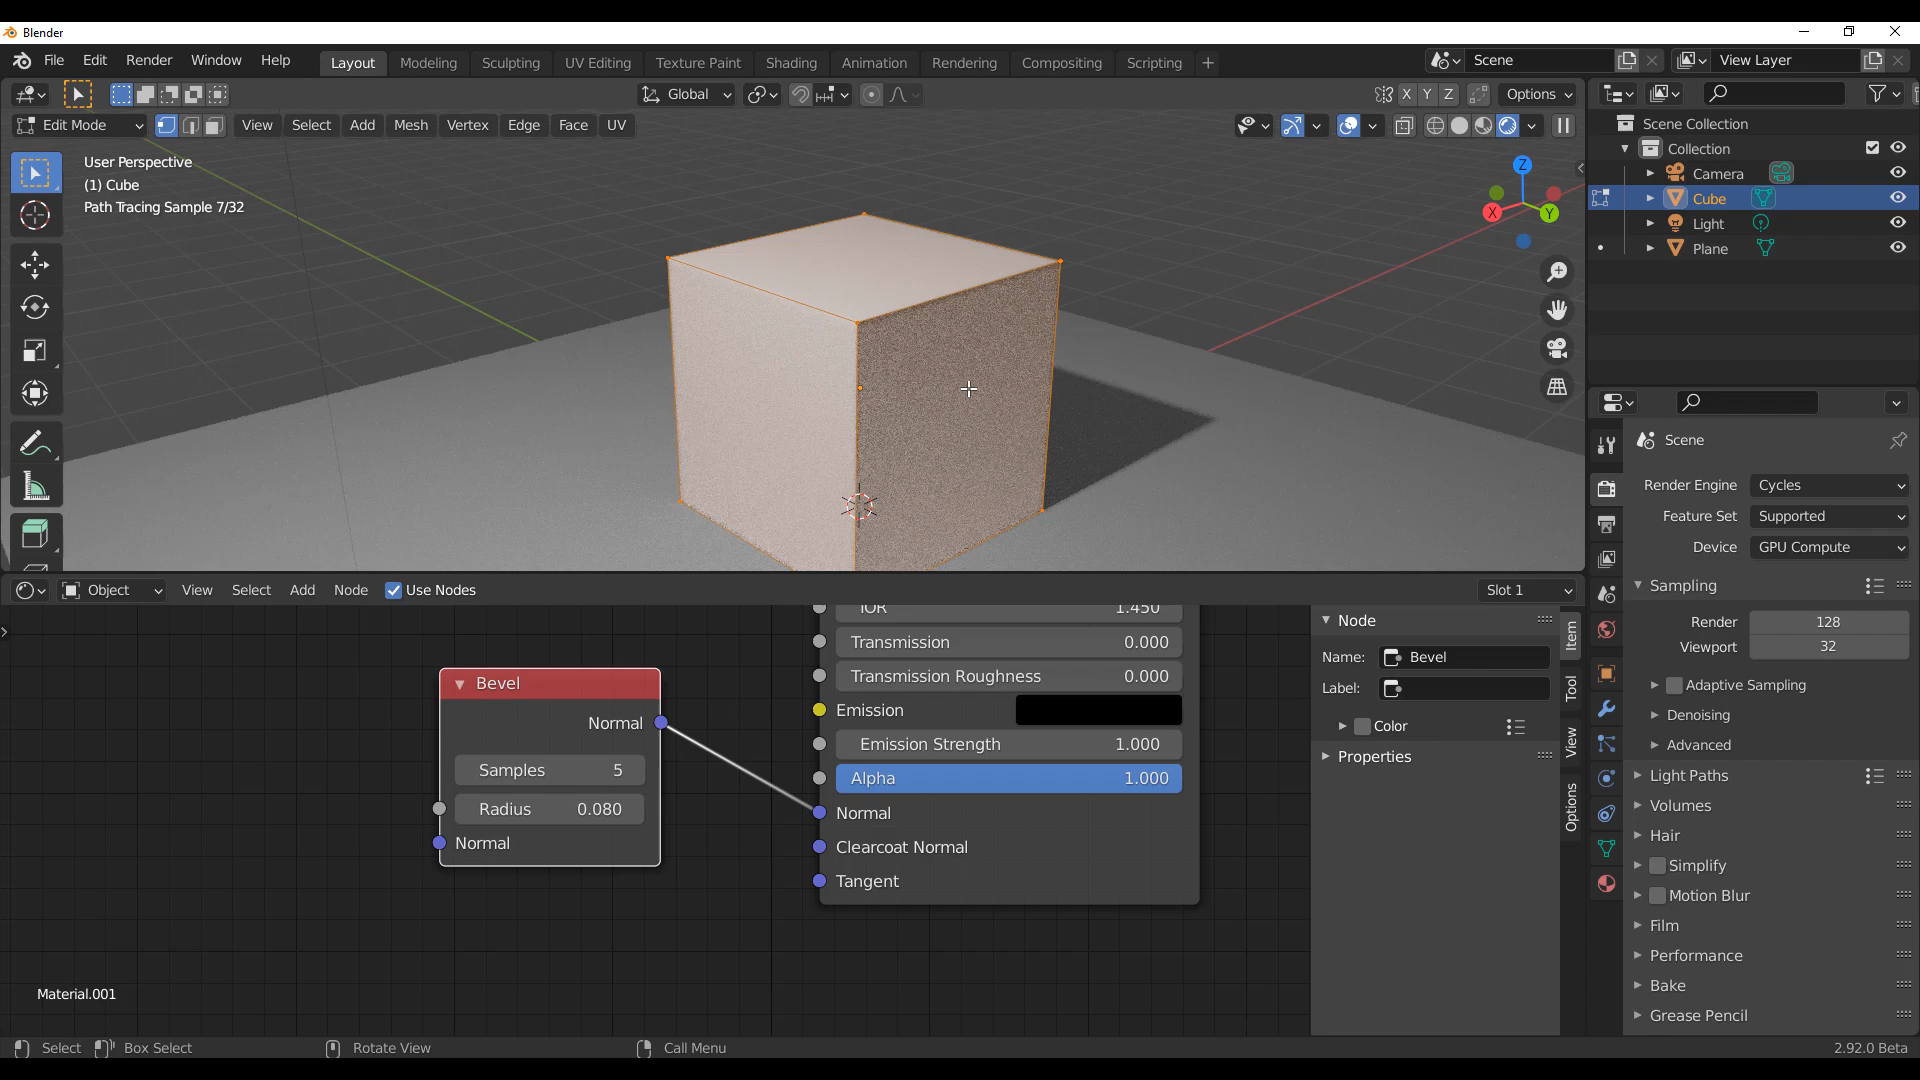 Blender
File Edit Render Window Help Layout Modeling Sculpting UV Editing Texture Paint Shading Animation Rendering Compositing Scripting + Scene View Layer
Global X Y Z Options
Edit Mode View Select Add Mesh Vertex Edge Face UV
User Perspective
(1) Cube
Path Tracing Sample 7/32
Z
X
Y
Scene Collection
Collection
Camera
Cube
Light
Plane
Scene
Render Engine Cycles
Feature Set Supported
Device GPU Compute
Sampling
Render 128
Viewport 32
Adaptive Sampling
Denoising
Advanced
Light Paths
Volumes
Hair
Simplify
Motion Blur
Film
Performance
Bake
Grease Pencil
Object View Select Add Node Use Nodes Slot 1
IOR 1.450
Transmission 0.000
Transmission Roughness 0.000
Emission
Emission Strength 1.000
Alpha 1.000
Normal
Clearcoat Normal
Tangent
Bevel
Normal
Samples 5
Radius 0.080
Normal
Node
Name: Bevel
Label:
Color
Properties
Item
Tool
View
Options
Material.001
Select Box Select Rotate View Call Menu 2.92.0 Beta